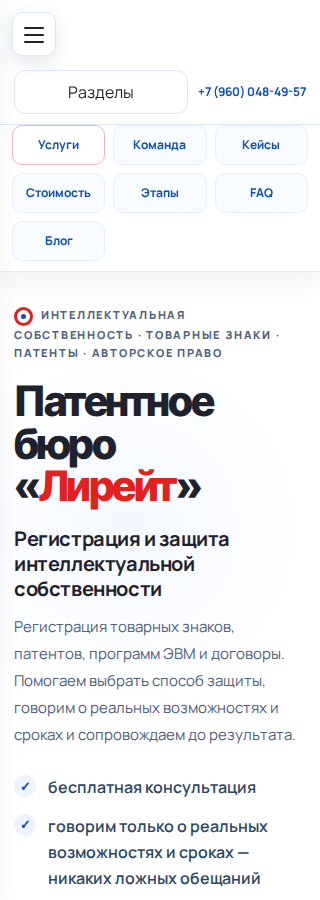 Разделы
+7 (960) 048-49-57
Услуги
Команда
Кейсы
Стоимость
Этапы
FAQ
Блог
ИНТЕЛЛЕКТУАЛЬНАЯ
СОБСТВЕННОСТЬ · ТОВАРНЫЕ ЗНАКИ ·
ПАТЕНТЫ · АВТОРСКОЕ ПРАВО
Патентное
бюро
«Лирейт»
Регистрация и защита
интеллектуальной
собственности
Регистрация товарных знаков,
патентов, программ ЭВМ и договоры.
Помогаем выбрать способ защиты,
говорим о реальных возможностях и
сроках и сопровождаем до результата.
✓ бесплатная консультация
✓ говорим только о реальных
возможностях и сроках —
никаких ложных обещаний